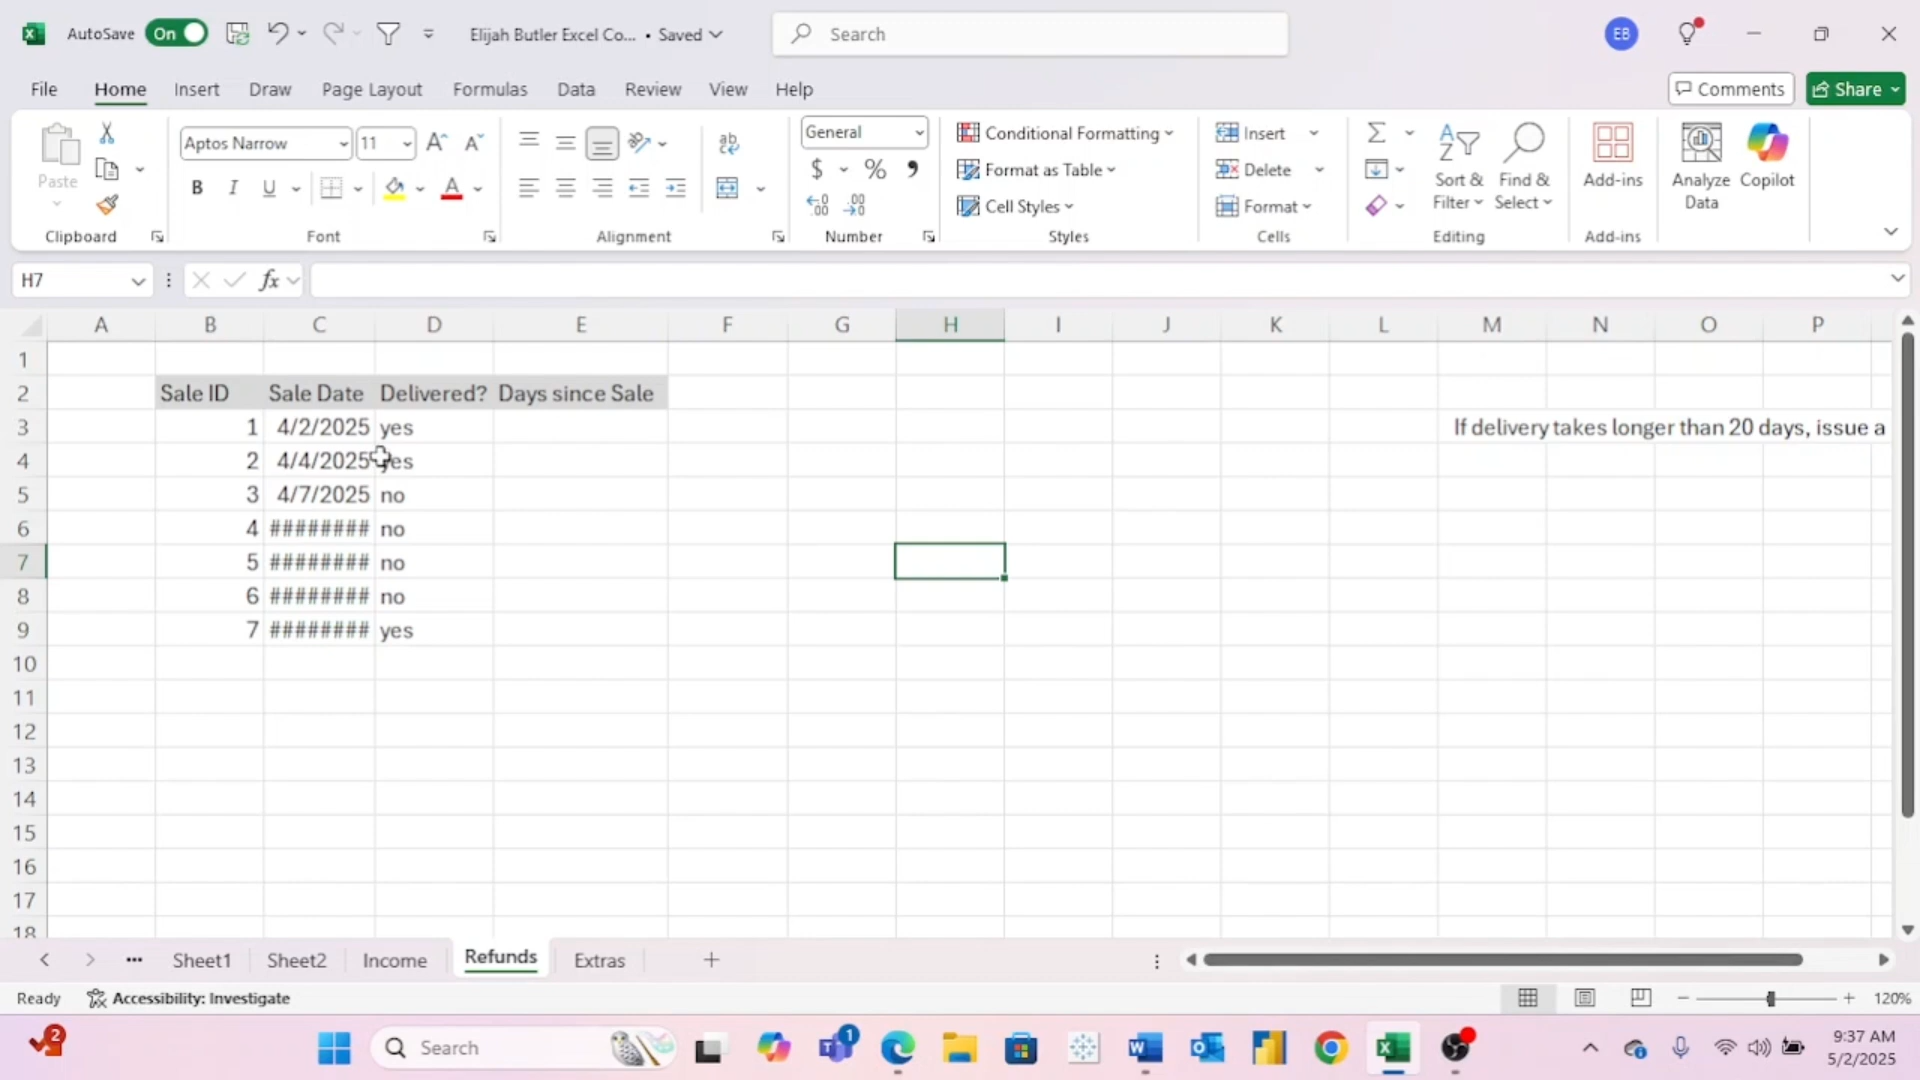 AutoSave On Elijah Butler Excel Co... • Saved Search EB
File Home Insert Draw Page Layout Formulas Data Review View Help Comments Share
Paste Aptos Narrow 11 General Conditional Formatting Insert
B I U A $ % Format as Table Delete Sort & Find & Add-ins Analyze Copilot
Cell Styles Format Filter Select Data
Clipboard Font Alignment Number Styles Cells Editing Add-ins
H7 fx
A B C D E F G H I J K L M N O P
1
2 Sale ID Sale Date Delivered? Days since Sale
3 1 4/2/2025 yes If delivery takes longer than 20 days, issue a
4 2 4/4/2025 yes
5 3 4/7/2025 no
6 4 ######## no
7 5 ######## no
8 6 ######## no
9 7 ######## yes
10
11
12
13
14
15
16
17
18
Sheet1 Sheet2 Income Refunds Extras
Ready Accessibility: Investigate 120%
2 Search 1 9:37 AM
5/2/2025